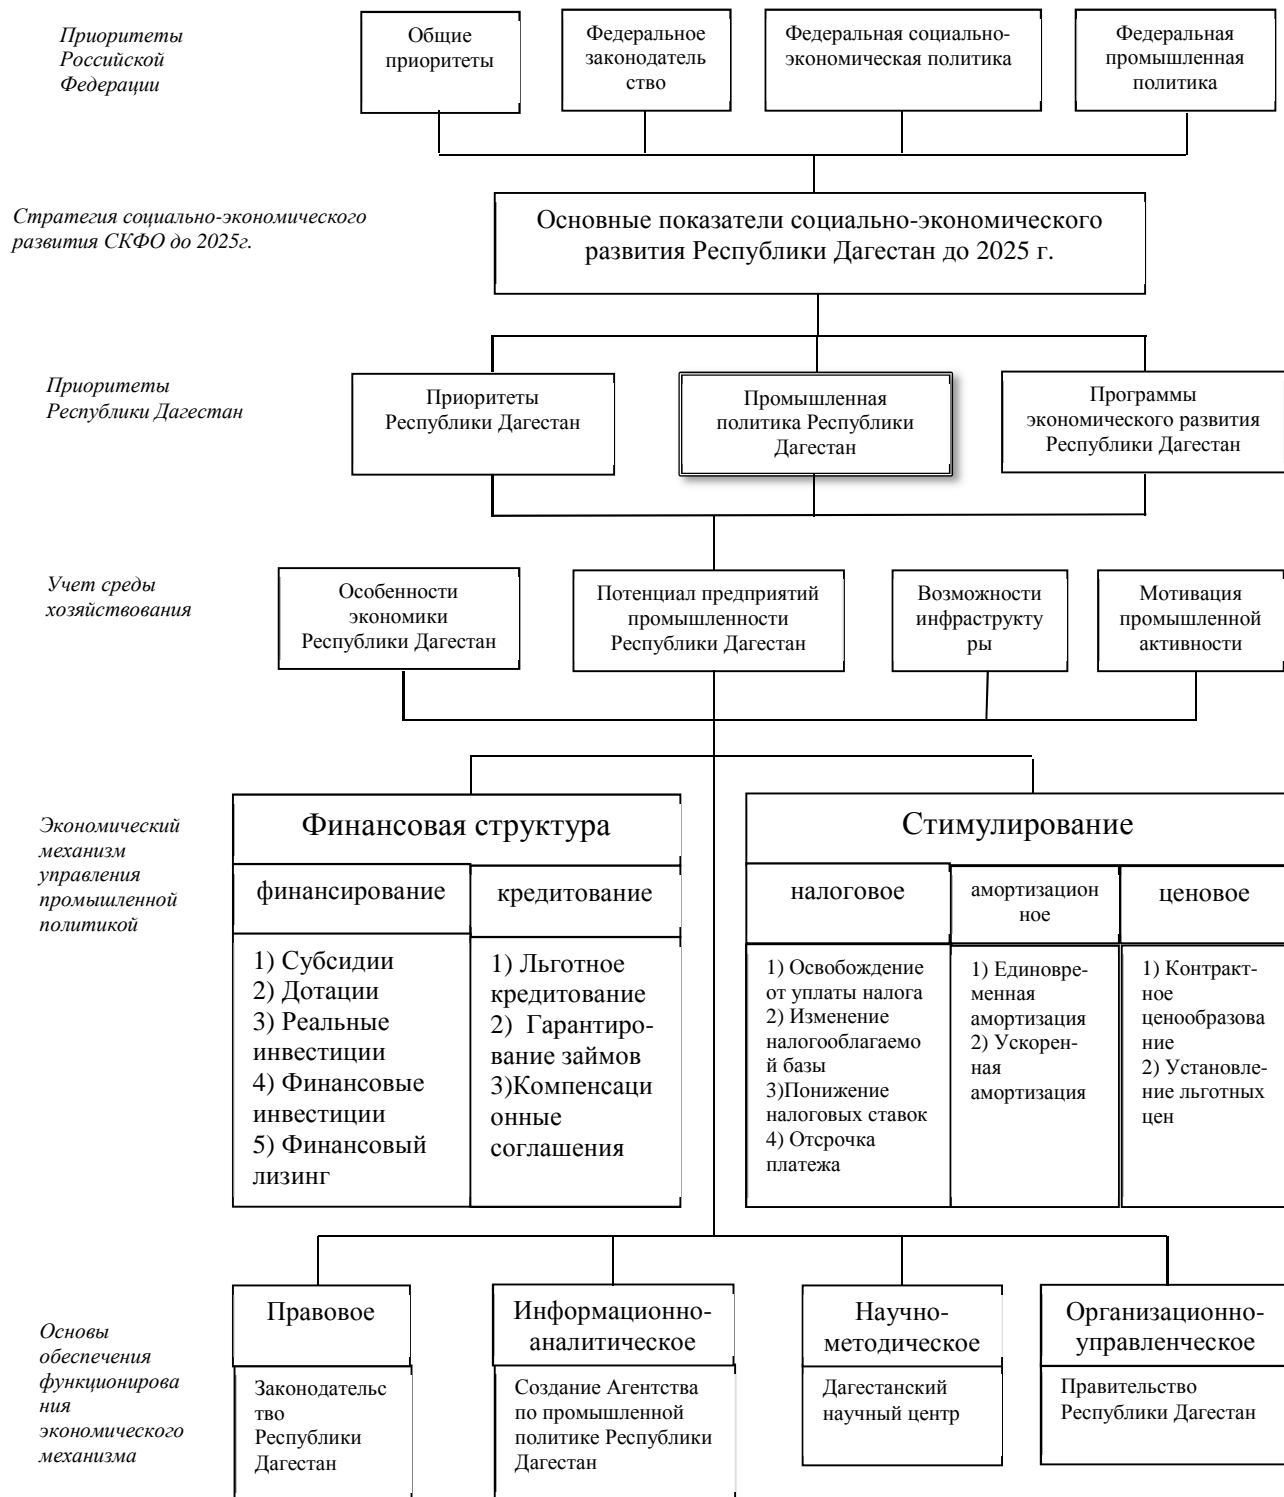 Приоритеты
Российской
Федерации
Общие
приоритеты
Федеральное
законодатель
ство
Федеральная социально-
экономическая политика
Федеральная
промышленная
политика
Стратегия социально-экономического
развития СКФО до 2025г.
Основные показатели социально-экономического
развития Республики Дагестан до 2025 г.
Приоритеты
Республики Дагестан
Приоритеты
Республики Дагестан
Промышленная
политика Республики
Дагестан
Программы
экономического развития
Республики Дагестан
Учет среды
хозяйствования
Особенности
экономики
Республики Дагестан
Потенциал предприятий
промышленности
Республики Дагестан
Возможности
инфраструкту
ры
Мотивация
промышленной
активности
Экономический
механизм
управления
промышленной
политикой
Финансовая структура
финансирование
кредитование
1) Субсидии
2) Дотации
3) Реальные
инвестиции
4) Финансовые
инвестиции
5) Финансовый
лизинг
1) Льготное
кредитование
2) Гарантиро-
вание займов
3)Компенсаци
онные
соглашения
Стимулирование
налоговое
амортизацион
ное
ценовое
1) Освобождение
от уплаты налога
2) Изменение
налогооблагаемо
й базы
3)Понижение
налоговых ставок
4) Отсрочка
платежа
1) Единовре-
менная
амортизация
2) Ускорен-
ная
амортизация
1) Контракт-
ное
ценообразова
ние
2) Установле-
ние льготных
цен
Основы
обеспечения
функционирова
ния
экономического
механизма
Правовое
Законодательс
тво
Республики
Дагестан
Информационно-
аналитическое
Создание Агентства
по промышленной
политике Республики
Дагестан
Научно-
методическое
Дагестанский
научный центр
Организационно-
управленческое
Правительство
Республики Дагестан